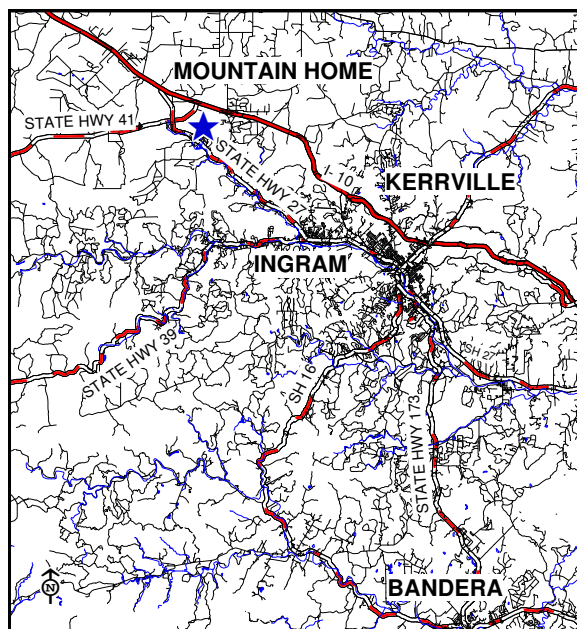 MOUNTAIN HOME
STATE HWY 41
STATE HWY 27
I-10
KERRVILLE
INGRAM
STATE HWY 39
SH 16
SH 27
STATE HWY 173
BANDERA
N